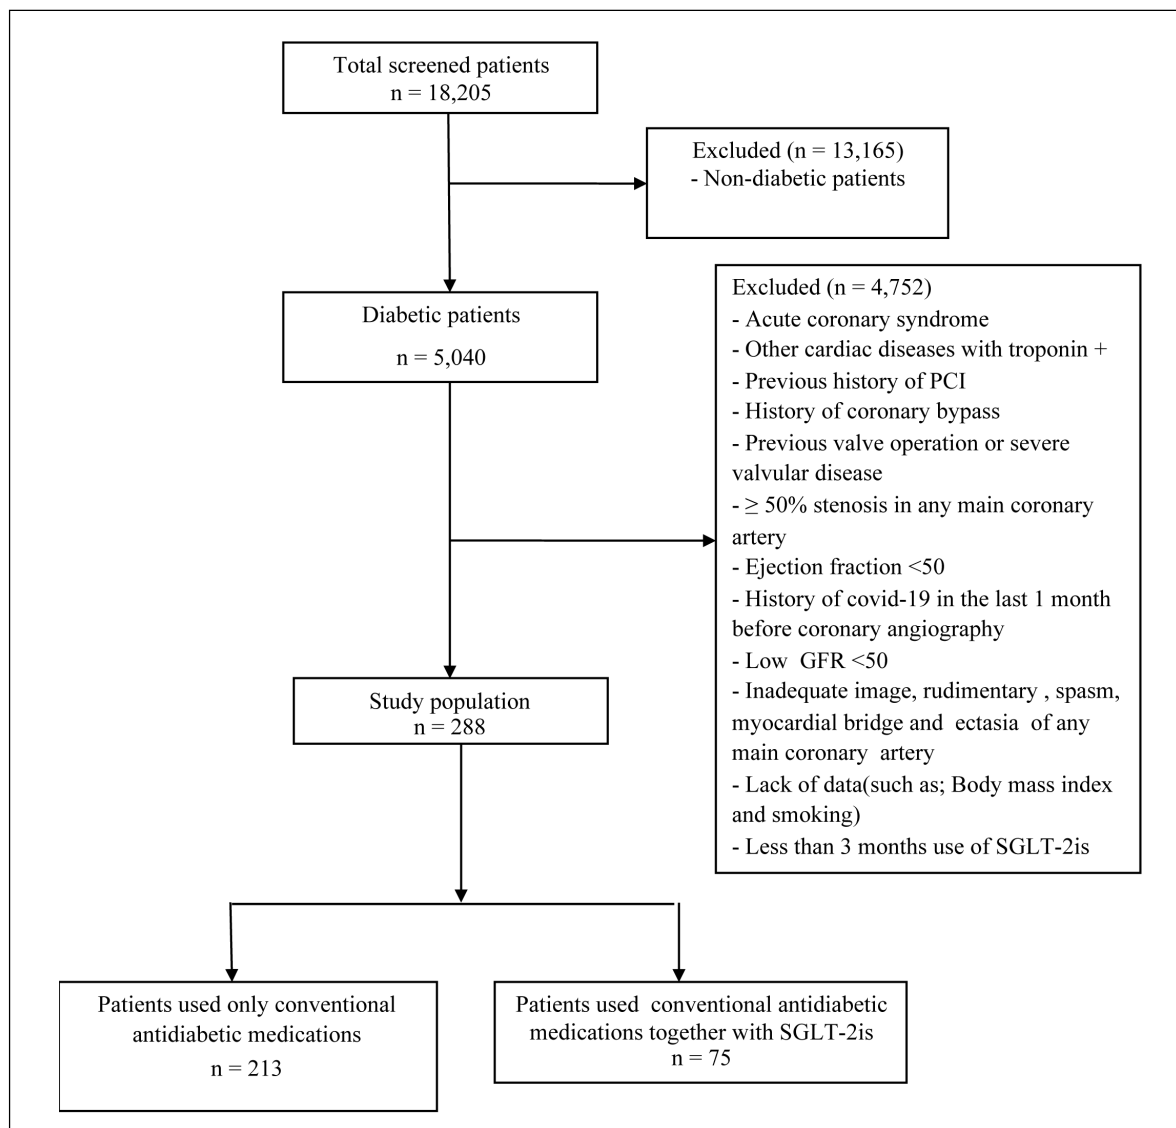 Total screened patients
n = 18,205
Excluded (n = 13,165)
- Non-diabetic patients
Diabetic patients
n = 5,040
Excluded (n = 4,752)
- Acute coronary syndrome
- Other cardiac diseases with troponin +
- Previous history of PCI
- History of coronary bypass
- Previous valve operation or severe
valvular disease
- ≥ 50% stenosis in any main coronary
artery
- Ejection fraction <50
- History of covid-19 in the last 1 month
before coronary angiography
- Low GFR <50
- Inadequate image, rudimentary , spasm,
myocardial bridge and ectasia of any
main coronary artery
- Lack of data(such as; Body mass index
and smoking)
- Less than 3 months use of SGLT-2is
Study population
n = 288
Patients used only conventional
antidiabetic medications
n = 213
Patients used conventional antidiabetic
medications together with SGLT-2is
n = 75